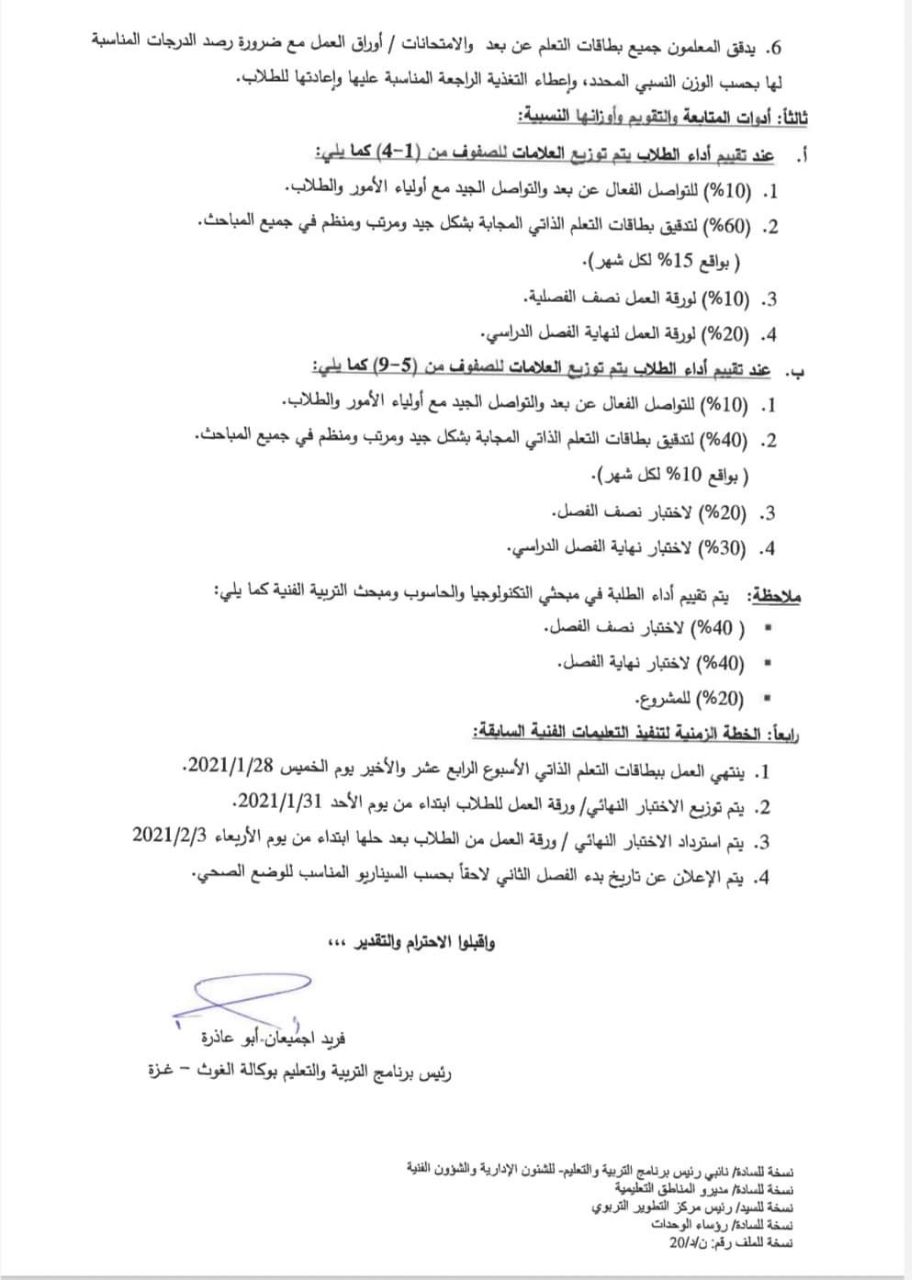 6. يدقق المعلمون جميع بطاقات التعلم عن بعد والامتحانات / أوراق العمل مع ضرورة رصد الدرجات المناسبة
لها بحسب الوزن النسبي المحدد، وإعطاء التغذية الراجعة المناسبة عليها وإعادتها للطلاب.
ثالثاً: أدوات المتابعة والتقويم وأوزانها النسبية:
أ. عند تقييم أداء الطلاب يتم توزيع العلامات للصفوف من (1-4) كما يلي:
1. (10%) للتواصل الفعال عن بعد والتواصل الجيد مع أولياء الأمور والطلاب.
2. (60%) لتدقيق بطاقات التعلم الذاتي المجابة بشكل جيد ومرتب ومنظم في جميع المباحث.
( بواقع 15% لكل شهر).
3. (10%) لورقة العمل نصف الفصلية.
4. (20%) لورقة العمل لنهاية الفصل الدراسي.
ب. عند تقييم أداء الطلاب يتم توزيع العلامات للصفوف من (5-9) كما يلي:
1. (10%) للتواصل الفعال عن بعد والتواصل الجيد مع أولياء الأمور والطلاب.
2. (40%) لتدقيق بطاقات التعلم الذاتي المجابة بشكل جيد ومرتب ومنظم في جميع المباحث.
( بواقع 10% لكل شهر).
3. (20%) لاختبار نصف الفصل.
4. (30%) لاختبار نهاية الفصل الدراسي.
ملاحظة: يتم تقييم أداء الطلبة في مبحثي التكنولوجيا والحاسوب ومبحث التربية الفنية كما يلي:
▪ ( 40%) لاختبار نصف الفصل.
▪ (40%) لاختبار نهاية الفصل.
▪ (20%) للمشروع.
رابعاً: الخطة الزمنية لتنفيذ التعليمات الفنية السابقة:
1. ينتهي العمل ببطاقات التعلم الذاتي الأسبوع الرابع عشر والأخير يوم الخميس 2021/1/28.
2. يتم توزيع الاختبار النهائي/ ورقة العمل للطلاب ابتداء من يوم الأحد 2021/1/31.
3. يتم استرداد الاختبار النهائي / ورقة العمل من الطلاب بعد حلها ابتداء من يوم الأربعاء 2021/2/3
4. يتم الإعلان عن تاريخ بدء الفصل الثاني لاحقاً بحسب السيناريو المناسب للوضع الصحي.
واقبلوا الاحترام والتقدير ،،،
فريد اجميعان أبو عاذرة
رئيس برنامج التربية والتعليم بوكالة الغوث – غزة
نسخة للسادة/ نائبي رئيس برنامج التربية والتعليم- للشئون الإدارية والشؤون الفنية
نسخة للسادة/ مديرو المناطق التعليمية
نسخة للسيد/ رئيس مركز التطوير التربوي
نسخة للسادة/ رؤساء الوحدات
نسخة للملف رقم: ن/د/20